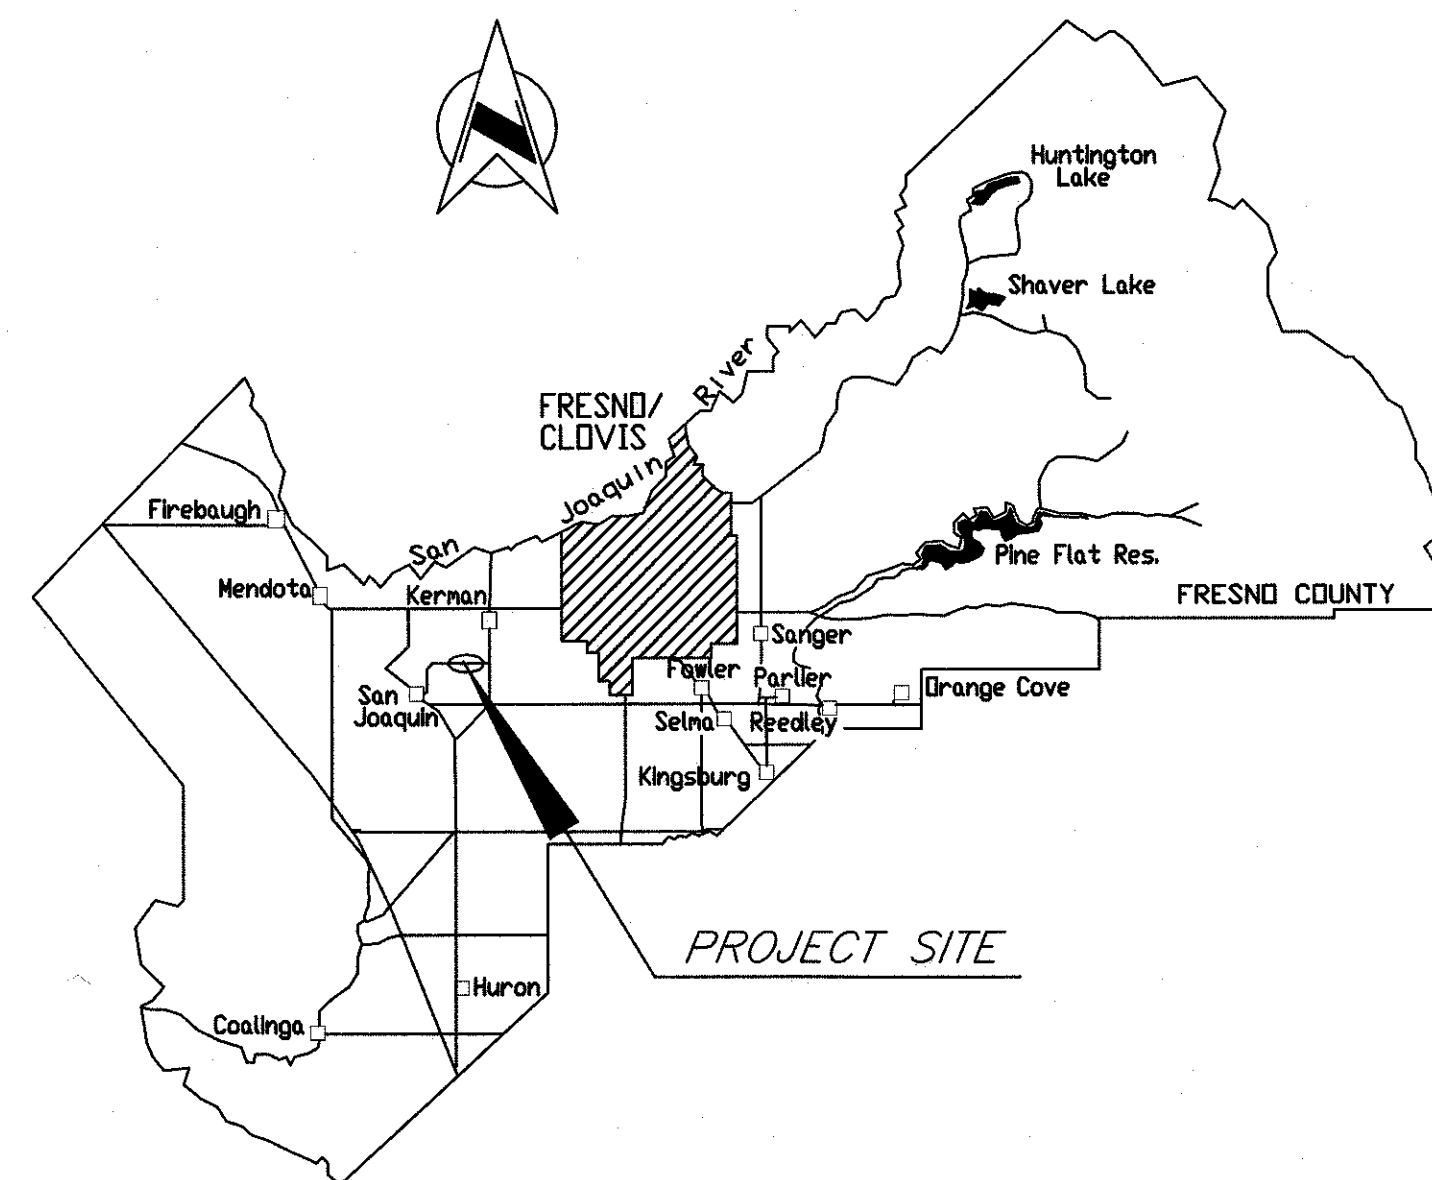 Huntington
Lake
Shaver Lake
River
FRESNO/
CLOVIS
Joaquin
San
Firebaugh
Pine Flat Res.
Mendota
Kerman
FRESNO COUNTY
Sanger
Fowler
Parlier
Orange Cove
San
Joaquin
Selma
Reedley
Kingsburg
PROJECT SITE
Huron
Coalinga